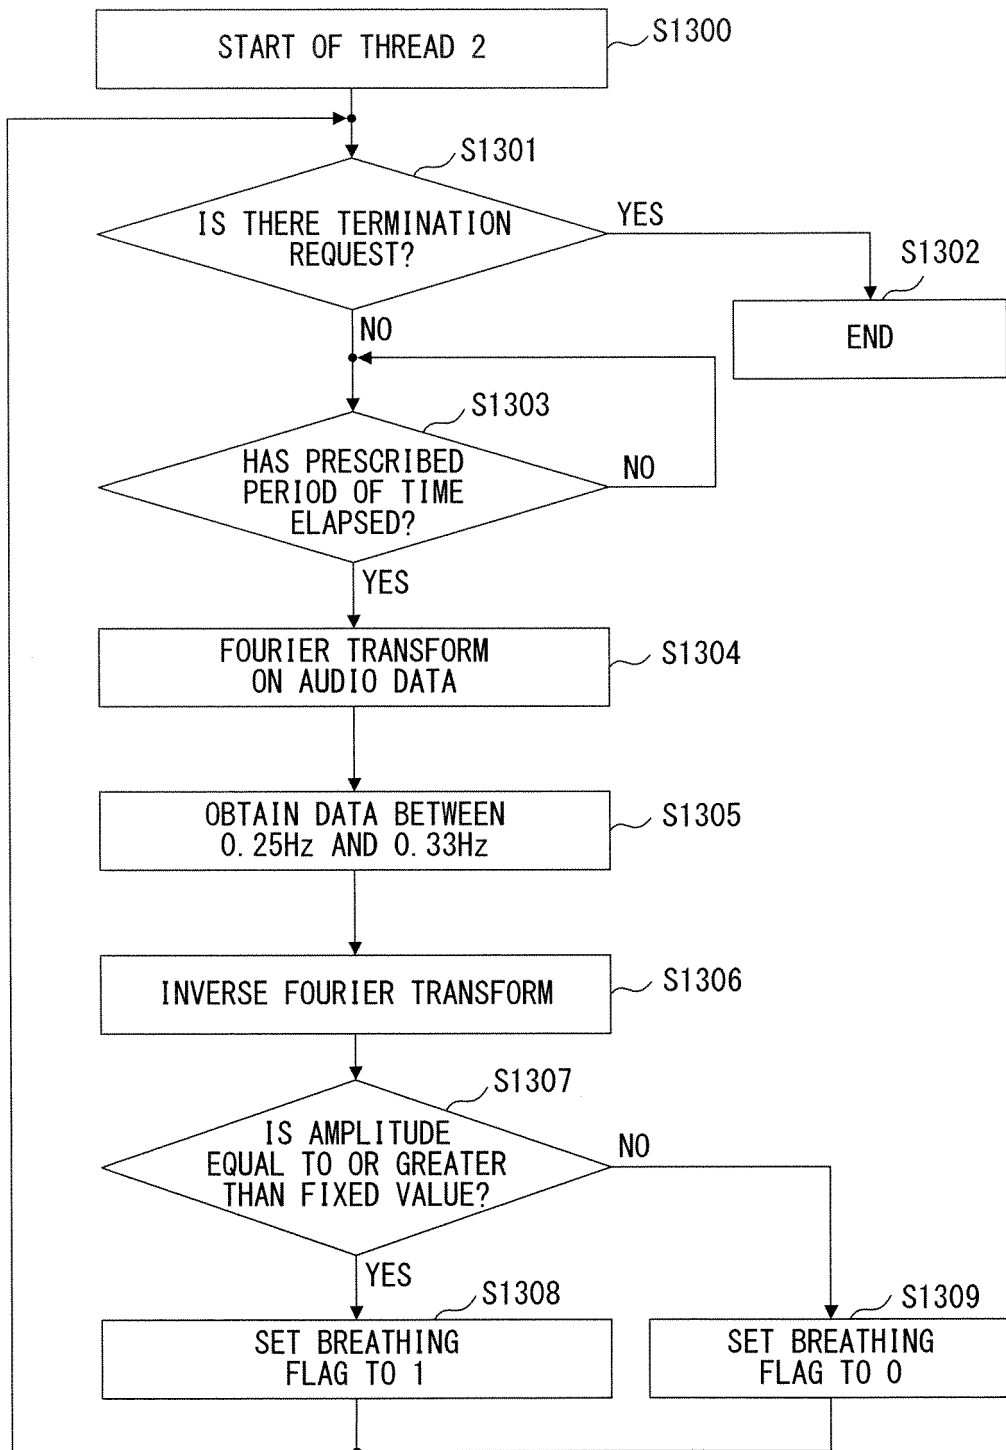 START OF THREAD 2
S1300
S1301
IS THERE TERMINATION
REQUEST?
YES
S1302
END
NO
S1303
HAS PRESCRIBED
PERIOD OF TIME
ELAPSED?
NO
YES
FOURIER TRANSFORM
ON AUDIO DATA
S1304
OBTAIN DATA BETWEEN
0.25Hz AND 0.33Hz
S1305
INVERSE FOURIER TRANSFORM
S1306
S1307
IS AMPLITUDE
EQUAL TO OR GREATER
THAN FIXED VALUE?
NO
YES
S1308
SET BREATHING
FLAG TO 1
S1309
SET BREATHING
FLAG TO 0